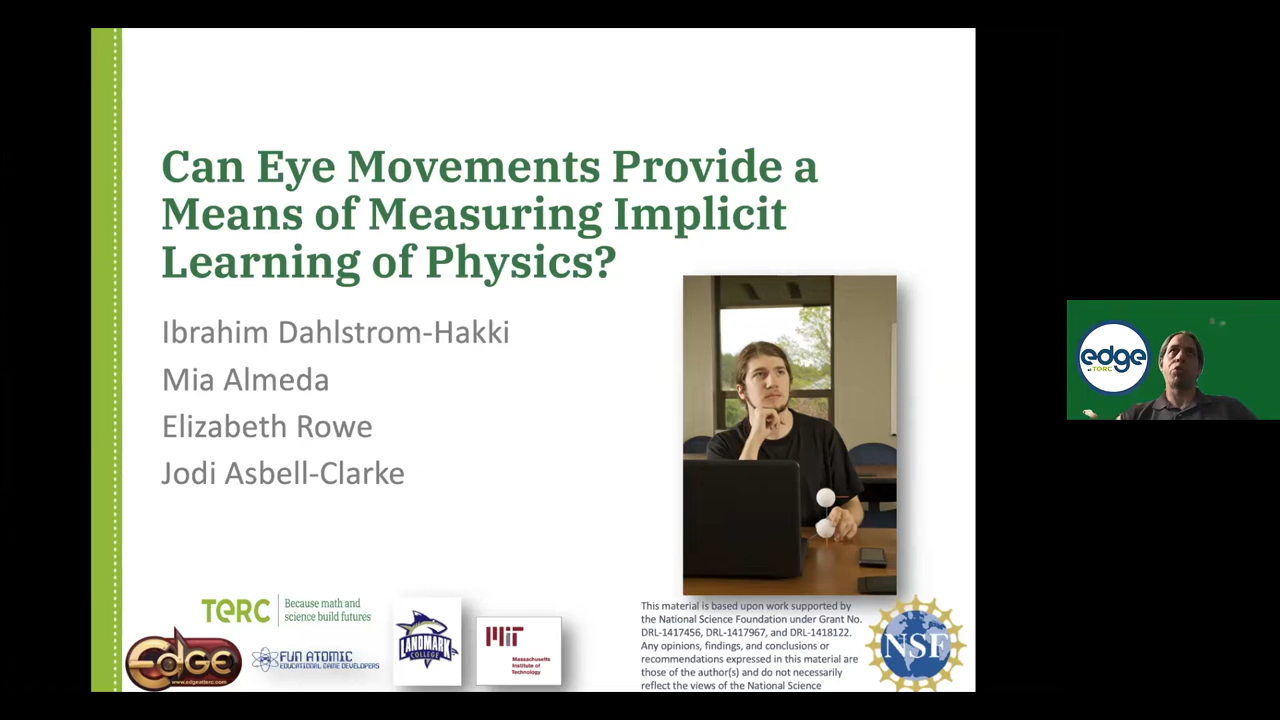 Can Eye Movements Provide a
Means of Measuring Implicit
Learning of Physics?
Ibrahim Dahlstrom-Hakki
Mia Almeda
Elizabeth Rowe
Jodi Asbell-Clarke
edge
at TERC
TERC
Because math and
science build futures
EDGE
www.edgeatterc.com
FUN ATOMIC
EDUCATIONAL GAME DEVELOPERS
LANDMARK
COLLEGE
MIT
Massachusetts
Institute of
Technology
This material is based upon work supported by
the National Science Foundation under Grant No.
DRL-1417456, DRL-1417967, and DRL-1418122.
Any opinions, findings, and conclusions or
recommendations expressed in this material are
those of the author(s) and do not necessarily
reflect the views of the National Science
NSF